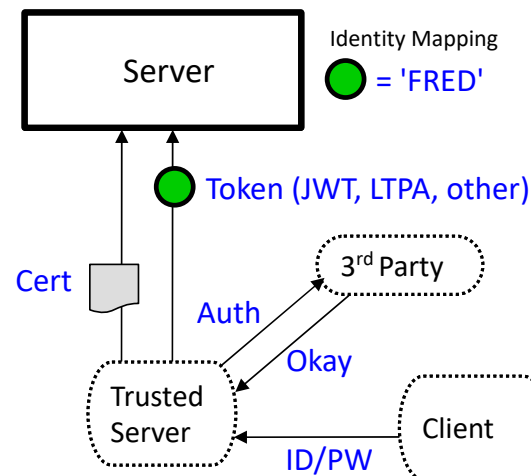 Server
Identity Mapping
= 'FRED'
Token (JWT, LTPA, other)
Cert
3rd Party
Auth
Okay
Trusted
Server
Client
ID/PW